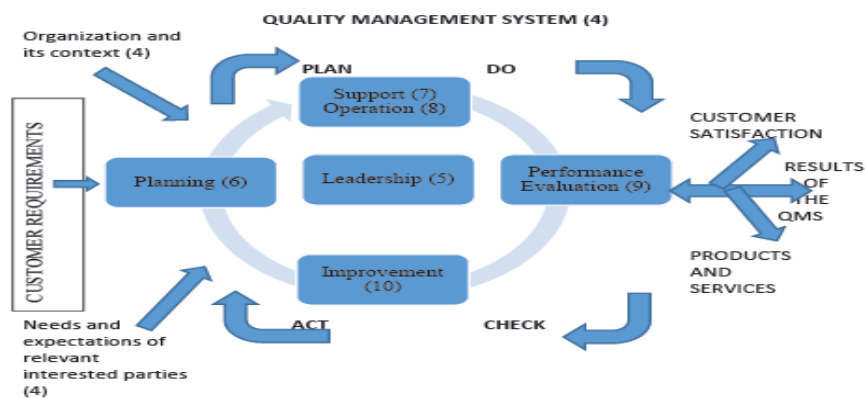 QUALITY MANAGEMENT SYSTEM (4)
Organization and
its context (4)
PLAN
DO
Support (7)
Operation (8)
CUSTOMER
SATISFACTION
CUSTOMER REQUIREMENTS
Planning (6)
Leadership (5)
Performance
Evaluation (9)
RESULTS
OF
THE
QMS
Improvement
(10)
PRODUCTS
AND
SERVICES
Needs and
expectations of
relevant
interested parties
(4)
ACT
CHECK